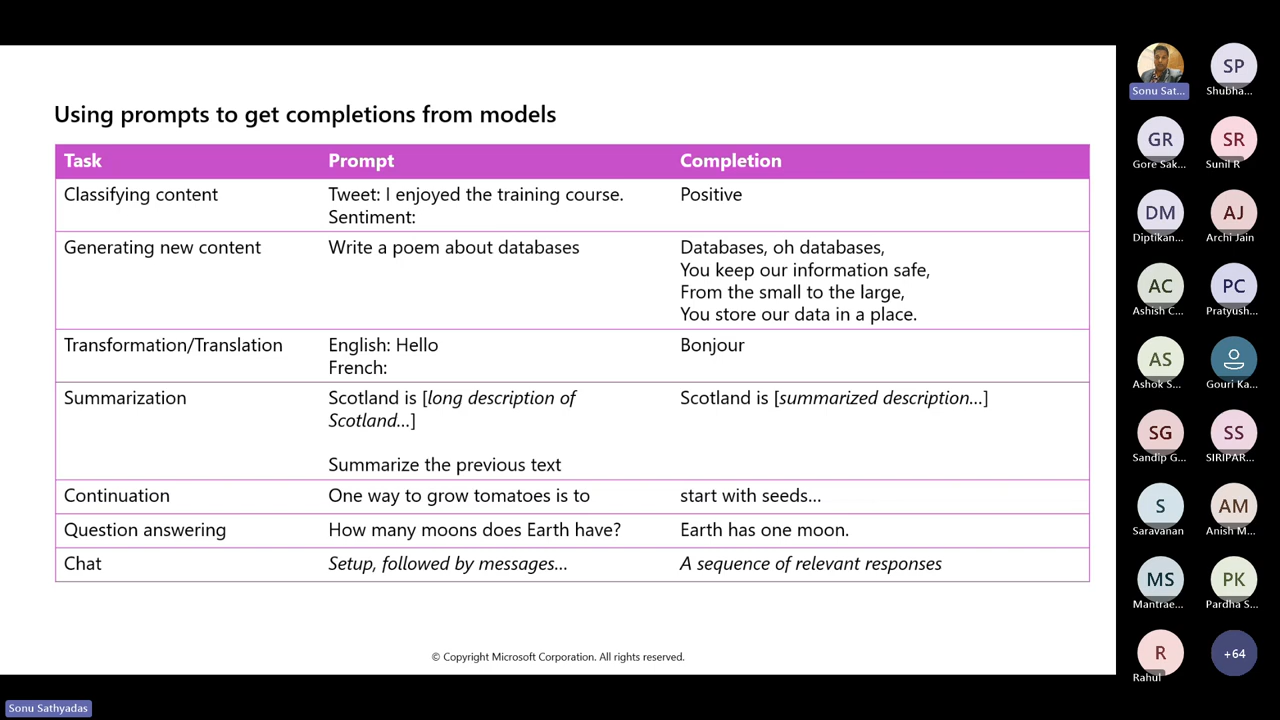 Using prompts to get completions from models
Task Prompt Completion
Classifying content Tweet: I enjoyed the training course. Positive
Sentiment:
Generating new content Write a poem about databases Databases, oh databases,
You keep our information safe,
From the small to the large,
You store our data in a place.
Transformation/Translation English: Hello Bonjour
French:
Summarization Scotland is [long description of Scotland is [summarized description...]
Scotland...]
Summarize the previous text
Continuation One way to grow tomatoes is to start with seeds...
Question answering How many moons does Earth have? Earth has one moon.
Chat Setup, followed by messages... A sequence of relevant responses
© Copyright Microsoft Corporation. All rights reserved.
Sonu Sat...
SP
Shubha...
GR
Gore Sak...
SR
Sunil R
DM
Diptikan...
AJ
Archi Jain
AC
Ashish C...
PC
Pratyush...
AS
Ashok S...
Gouri Ka...
SG
Sandip G...
SS
SIRIPAR...
S
Saravanan
AM
Anish M...
MS
Mantrae...
PK
Pardha S...
R
Rahul
+64
Sonu Sathyadas